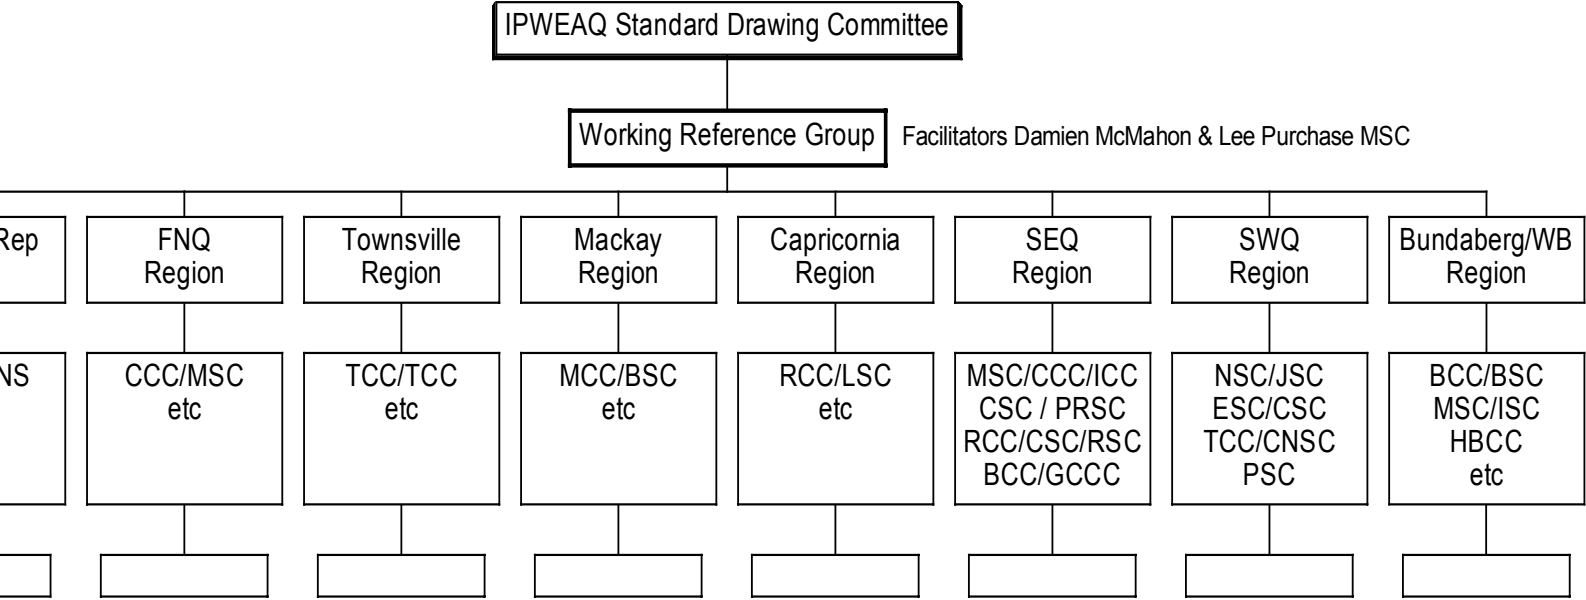 IPWEAQ Standard Drawing Committee
Working Reference Group
Facilitators Damien McMahon & Lee Purchase MSC
Rep
FNQ
Region
Townsville
Region
Mackay
Region
Capricornia
Region
SEQ
Region
SWQ
Region
Bundaberg/WB
Region
NS
CCC/MSC
etc
TCC/TCC
etc
MCC/BSC
etc
RCC/LSC
etc
MSC/CCC/ICC
CSC / PRSC
RCC/CSC/RSC
BCC/GCCC
NSC/JSC
ESC/CSC
TCC/CNSC
PSC
BCC/BSC
MSC/ISC
HBCC
etc